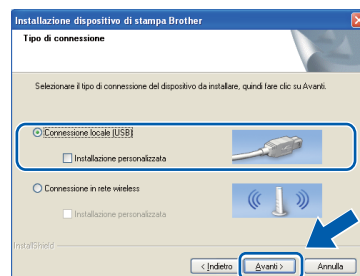 Installazione dispositivo di stampa Brother
Tipo di connessione
Selezionare il tipo di connessione del dispositivo da installare, quindi fare clic su Avanti.
Connessione locale (USB)
Installazione personalizzata
Connessione in rete wireless
Installazione personalizzata
InstallShield
< Indietro
Avanti >
Annulla